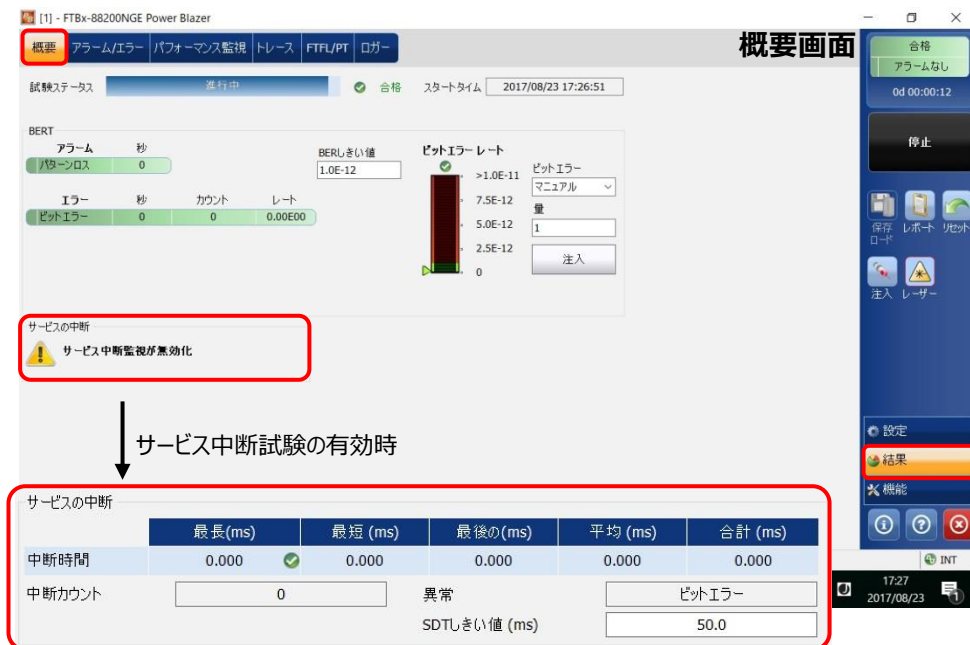 [1] - FTBx-88200NGE Power Blazer
概要 アラーム/エラー パフォーマンス監視 トレース FTFL/PT ロガー
概要画面
合格
アラームなし
0d 00:00:12
試験ステータス 進行中 合格 スタートタイム 2017/08/23 17:26:51
停止
BERT
アラーム 秒
パターンロス 0
エラー 秒 カウント レート
ビットエラー 0 0 0.00E00
BERしきい値
1.0E-12
ビットエラー レート
>1.0E-11
7.5E-12
5.0E-12
2.5E-12
0
ビットエラー
マニュアル
量
1
注入
保存 レポート リセット
ロード
注入 レーザー
サービスの中断
サービス中断監視が無効化
サービス中断試験の有効時
設定
結果
機能
サービスの中断
最長(ms) 最短 (ms) 最後の(ms) 平均 (ms) 合計 (ms)
中断時間 0.000 0.000 0.000 0.000 0.000
中断カウント 0 異常 ビットエラー
SDTしきい値 (ms) 50.0
INT
17:27
2017/08/23
1